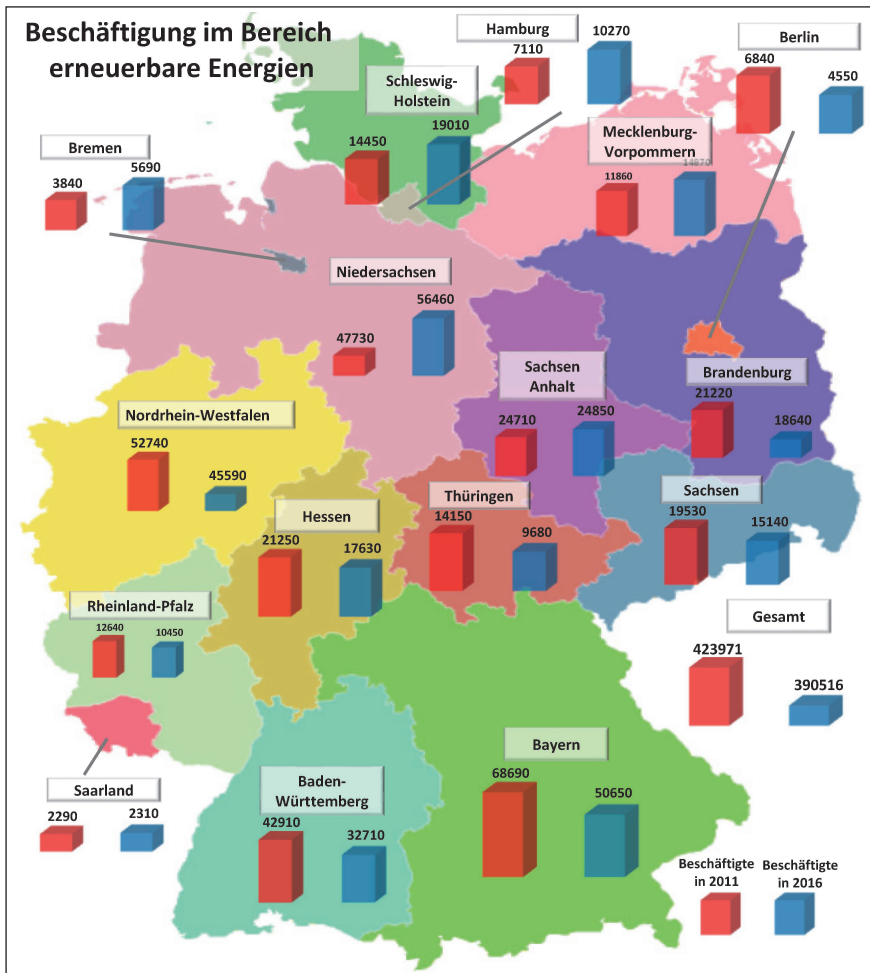 Beschäftigung im Bereich
erneuerbare Energien
Hamburg
7110
10270
Berlin
6840
4550
Schleswig-
Holstein
14450
19010
Mecklenburg-
Vorpommern
11860
14870
Bremen
3840
5690
Niedersachsen
47730
56460
Sachsen
Anhalt
24710
24850
Brandenburg
21220
18640
Nordrhein-Westfalen
52740
45590
Hessen
21250
17630
Thüringen
14150
9680
Sachsen
19530
15140
Rheinland-Pfalz
12640
10450
Gesamt
423971
390516
Saarland
2290
2310
Baden-
Württemberg
42910
32710
Bayern
68690
50650
Beschäftigte
in 2011
Beschäftigte
in 2016